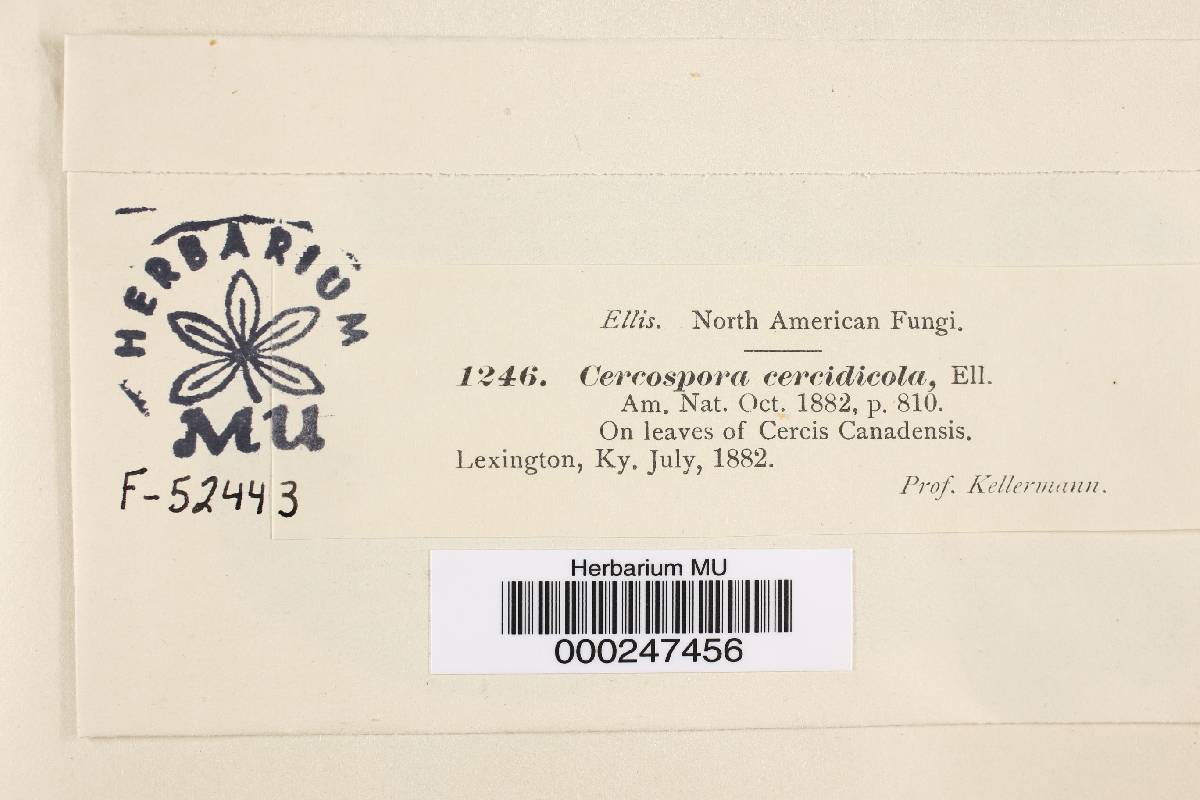 HERBARIUM
MU
F-52443
Ellis. North American Fungi.
1246. Cercospora cercidicola, Ell.
Am. Nat. Oct. 1882, p. 810.
On leaves of Cercis Canadensis.
Lexington, Ky. July, 1882.
Prof. Kellermann.
Herbarium MU
000247456